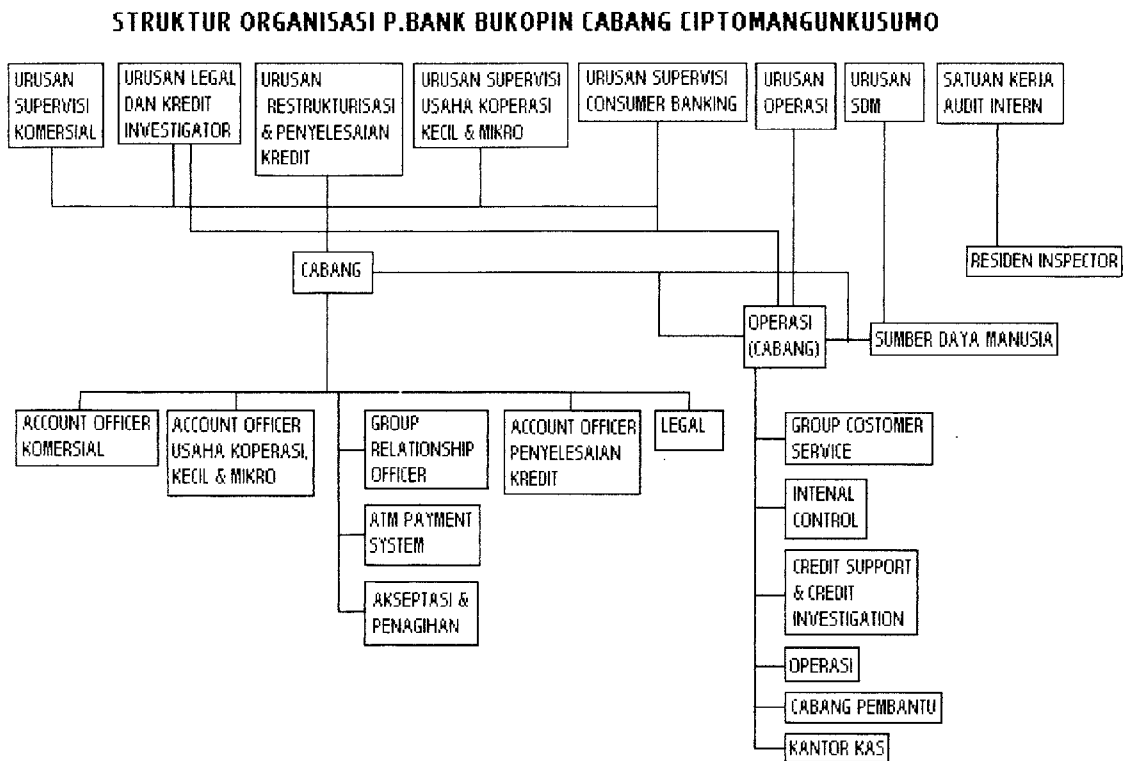 STRUKTUR ORGANISASI P.BANK BUKOPIN CABANG CIPTOMANGUNKUSUMO
URUSAN
SUPERVISI
KOMERSIAL
URUSAN LEGAL
DAN KREDIT
INVESTIGATOR
URUSAN
RESTRUKTURISASI
& PENYELESAIAN
KREDIT
URUSAN SUPERVISI
USAHA KOPERASI
KECIL & MIKRO
URUSAN SUPERVISI
CONSUMER BANKING
URUSAN
OPERASI
URUSAN
SDM
SATUAN KERJA
AUDIT INTERN
CABANG
RESIDEN INSPECTOR
OPERASI
(CABANG)
SUMBER DAYA MANUSIA
ACCOUNT OFFICER
KOMERSIAL
ACCOUNT OFFICER
USAHA KOPERASI,
KECIL & MIKRO
GROUP
RELATIONSHIP
OFFICER
ACCOUNT OFFICER
PENYELESAIAN
KREDIT
LEGAL
ATM PAYMENT
SYSTEM
AKSEPTASI &
PENAGIHAN
GROUP COSTOMER
SERVICE
INTENAL
CONTROL
CREDIT SUPPORT
& CREDIT
INVESTIGATION
OPERASI
CABANG PEMBANTU
KANTOR KAS